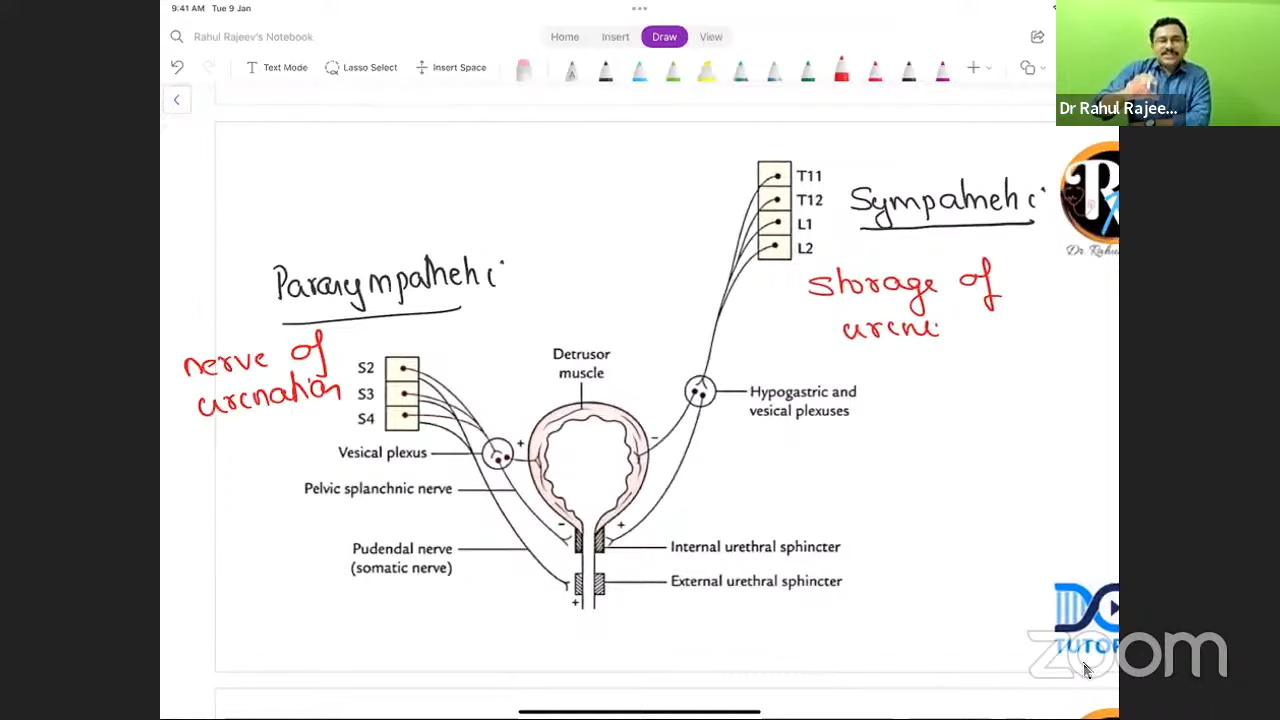 9:41 AM Tue 9 Jan
Rahul Rajeev's Notebook
Home Insert Draw View
Text Mode Lasso Select Insert Space
Dr Rahul Rajee...
T11
T12
L1
L2
Sympathetic
Dr. Rahu
storage of
urine
Parasympathetic
nerve of
urination
S2
S3
S4
Detrusor
muscle
Hypogastric and
vesical plexuses
Vesical plexus
Pelvic splanchnic nerve
Pudendal nerve
(somatic nerve)
Internal urethral sphincter
External urethral sphincter
+
−
−
+
+
TUTOR
zoom